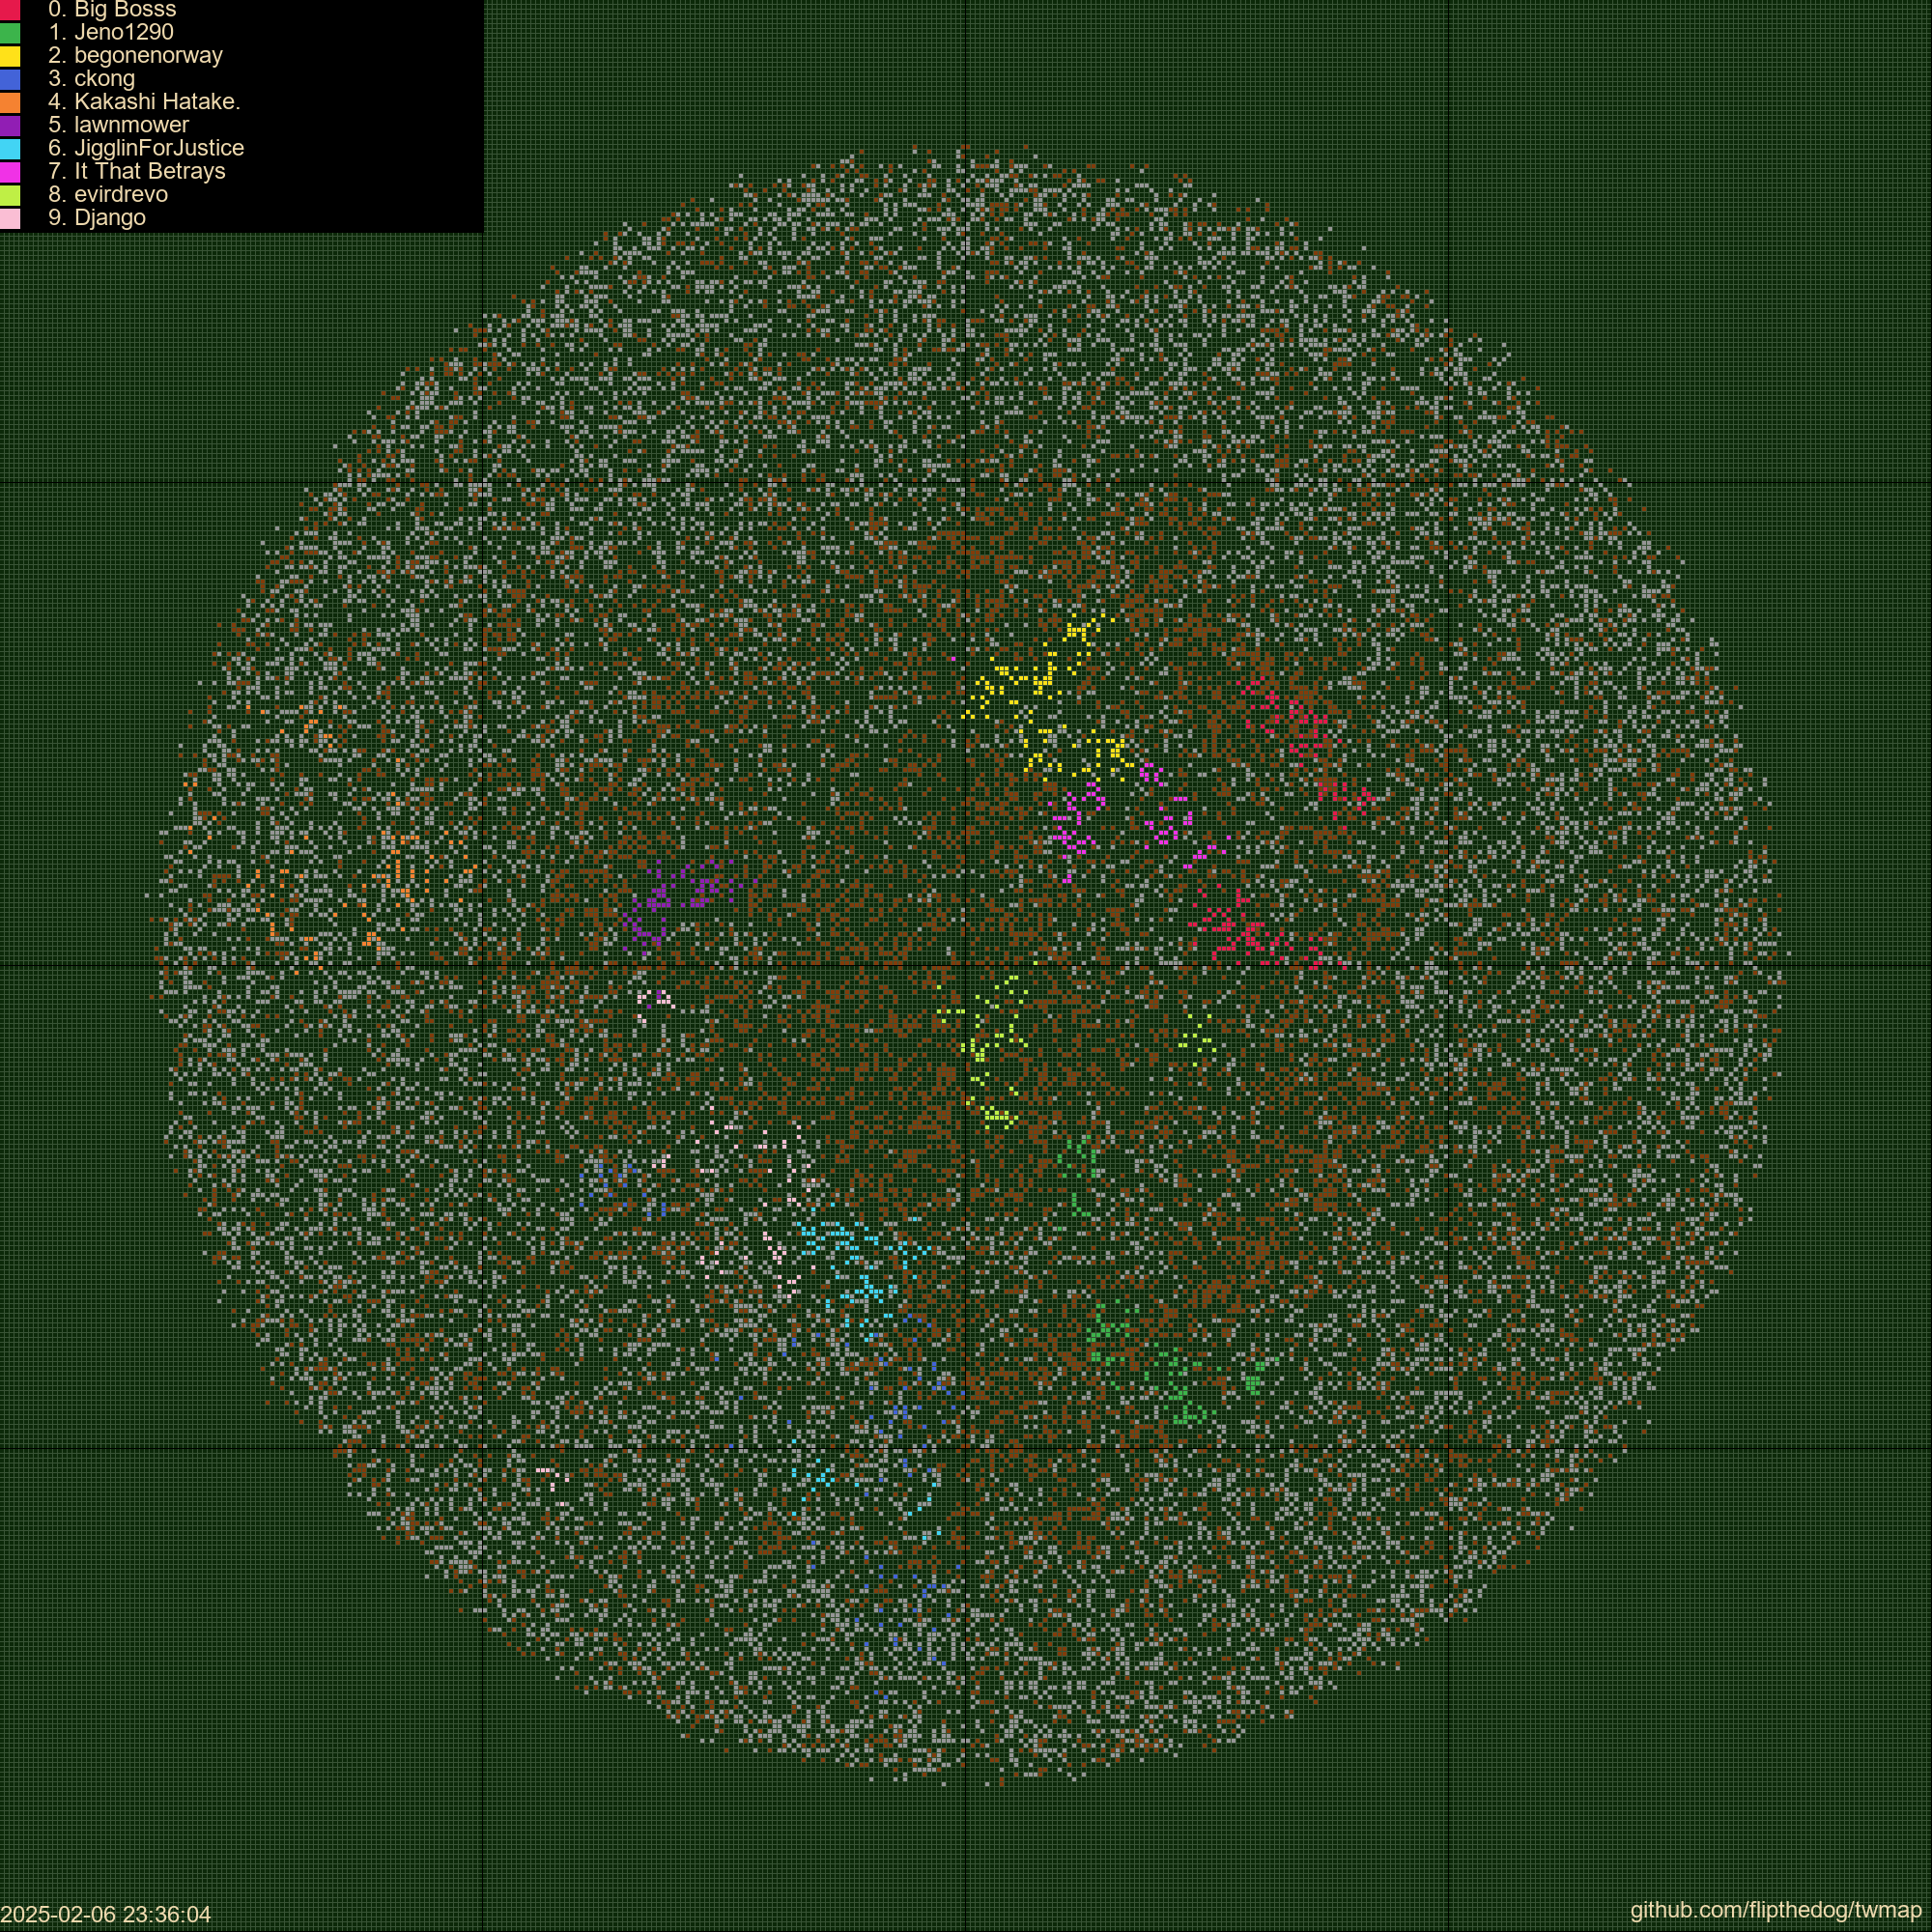 0. Big Bosss
1. Jeno1290
2. begonenorway
3. ckong
4. Kakashi Hatake.
5. lawnmower
6. JigglinForJustice
7. It That Betrays
8. evirdrevo
9. Django
2025-02-06 23:36:04
github.com/flipthedog/twmap